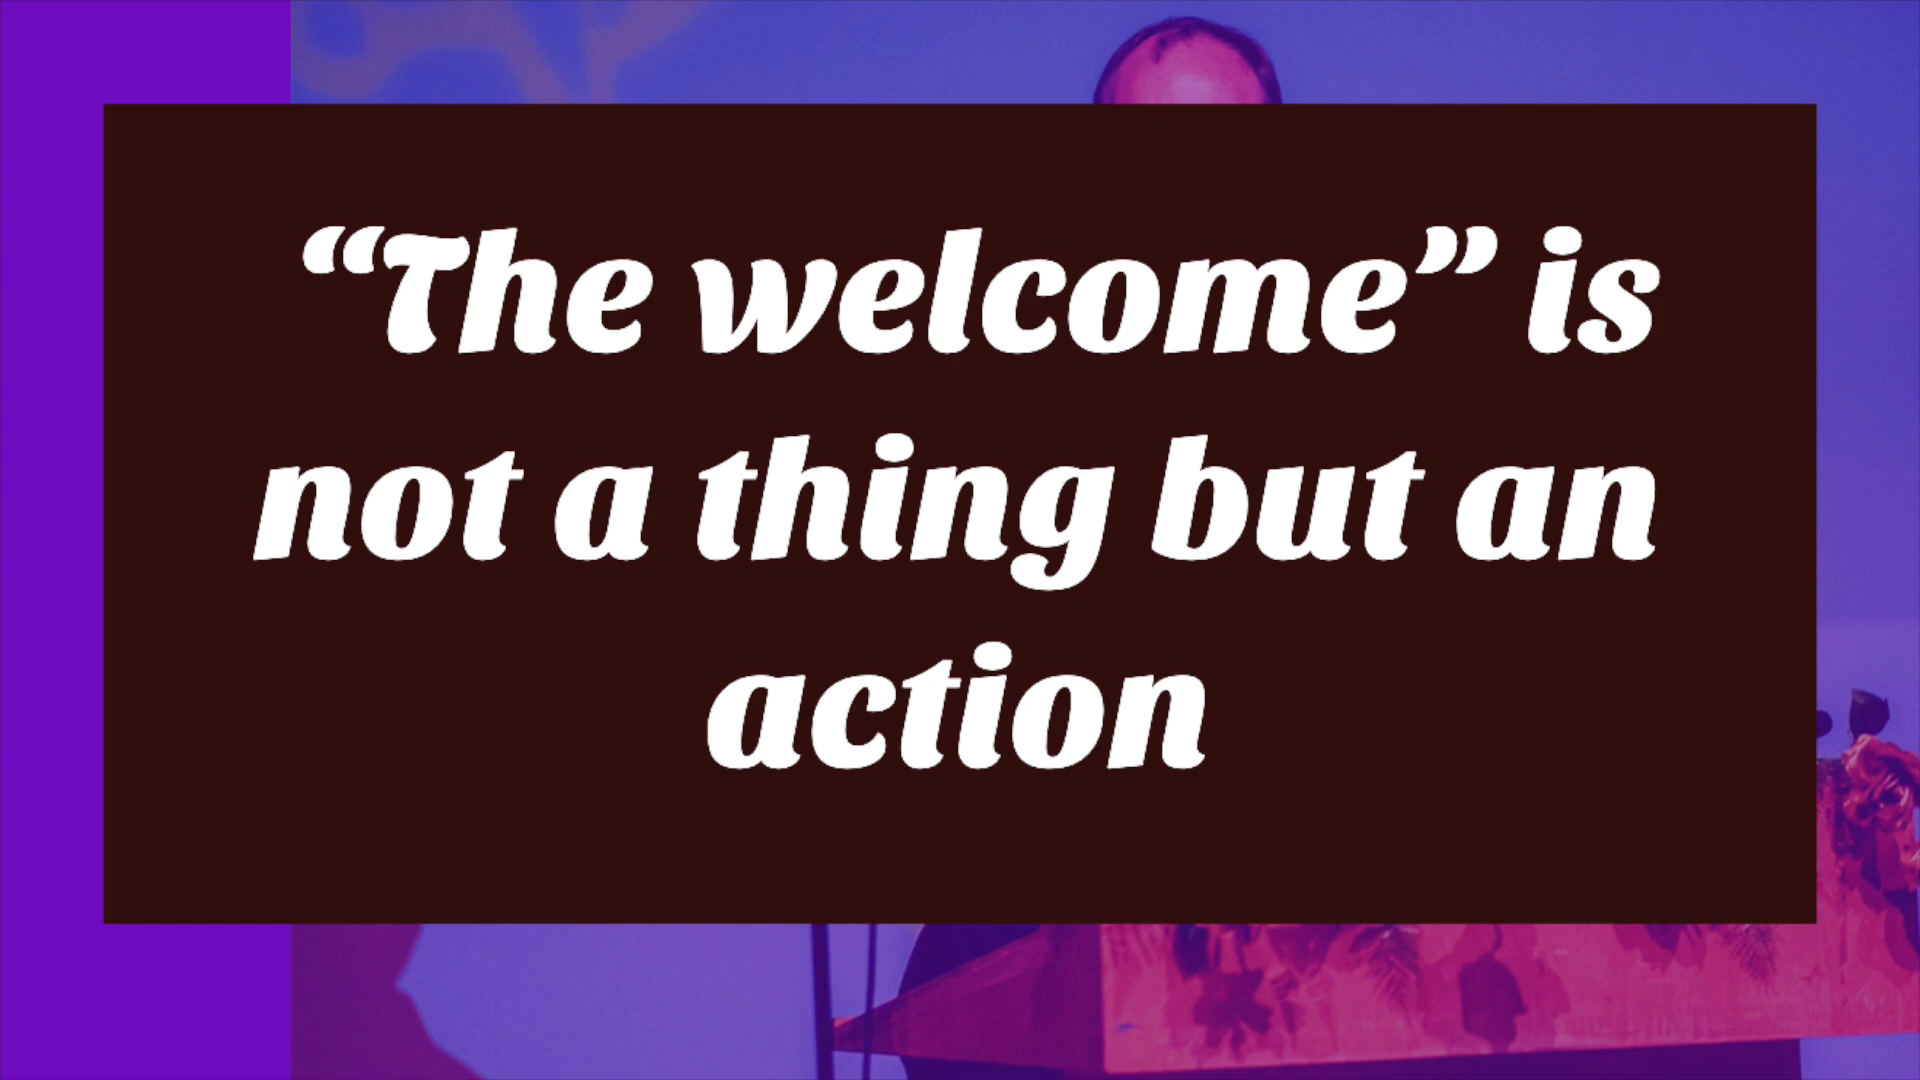 “The welcome” is
not a thing but an
action